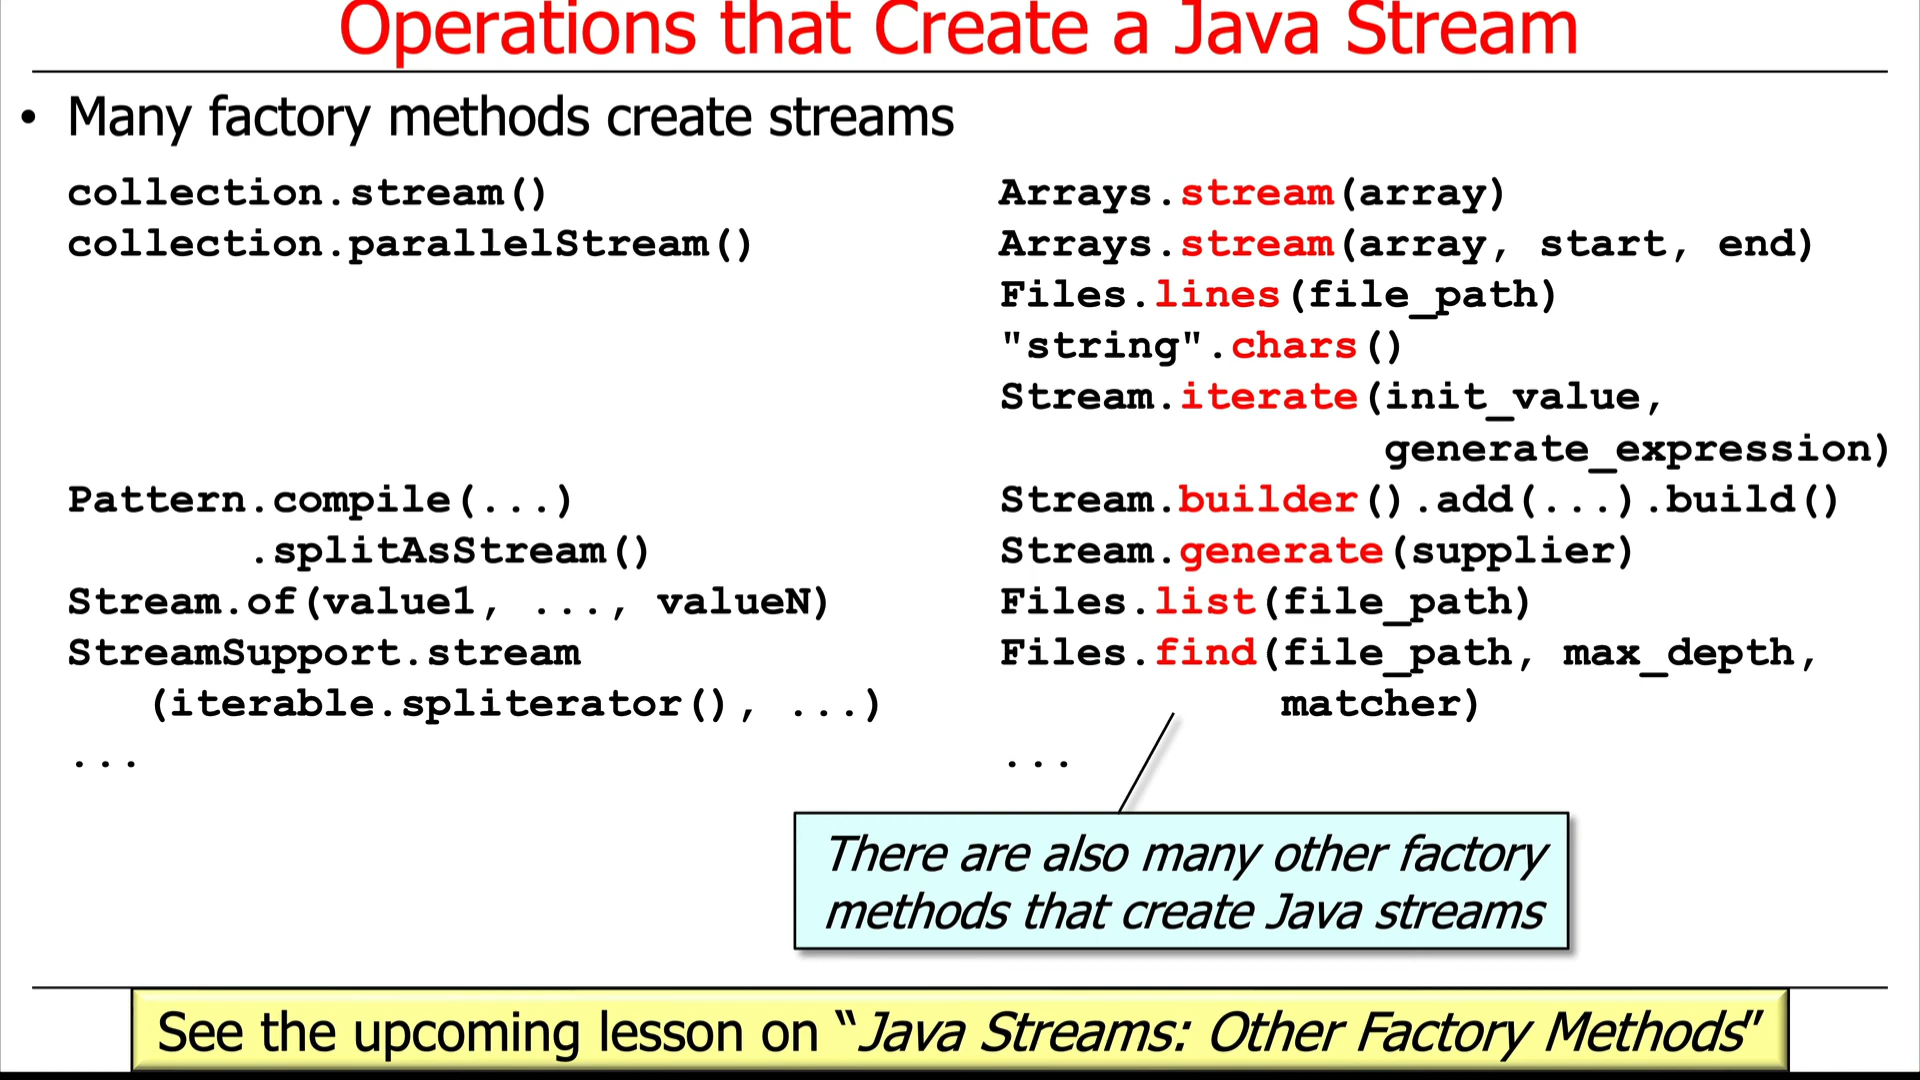 Operations that Create a Java Stream
• Many factory methods create streams
collection.stream()
collection.parallelStream()
Pattern.compile(...)
.splitAsStream()
Stream.of(value1, ..., valueN)
StreamSupport.stream
(iterable.spliterator(), ...)
...
Arrays.stream(array)
Arrays.stream(array, start, end)
Files.lines(file_path)
"string".chars()
Stream.iterate(init_value,
generate_expression)
Stream.builder().add(...).build()
Stream.generate(supplier)
Files.list(file_path)
Files.find(file_path, max_depth,
matcher)
...
There are also many other factory
methods that create Java streams
See the upcoming lesson on “Java Streams: Other Factory Methods”